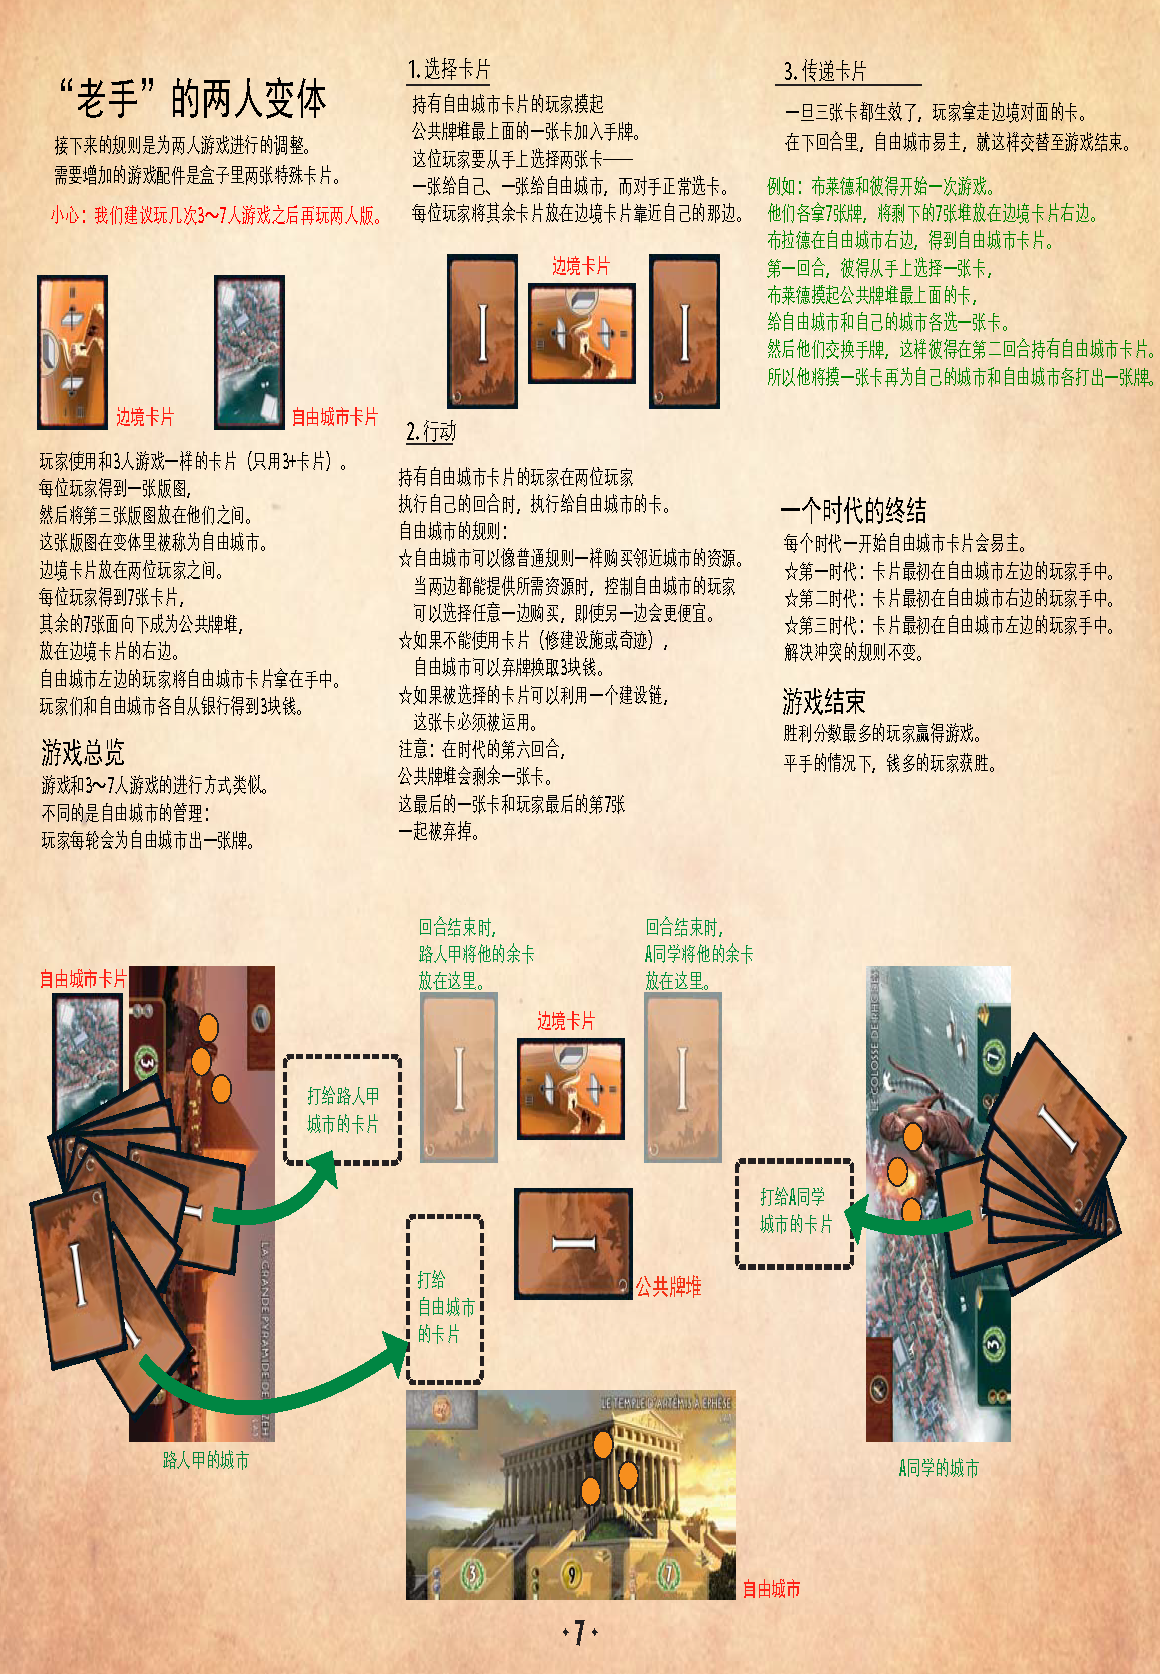 “老手”的两人变体
接下来的规则是为两人游戏进行的调整。
需要增加的游戏配件是盒子里两张特殊卡片。
小心：我们建议玩几次3～7人游戏之后再玩两人版。
边境卡片
自由城市卡片
玩家使用和3人游戏一样的卡片（只用3+卡片）。
每位玩家得到一张版图，
然后将第三张版图放在他们之间。
这张版图在变体里被称为自由城市。
边境卡片放在两位玩家之间。
每位玩家得到7张卡片，
其余的7张面向下成为公共牌堆，
放在边境卡片的右边。
自由城市左边的玩家将自由城市卡片拿在手中。
玩家们和自由城市各自从银行得到3块钱。
游戏总览
游戏和3～7人游戏的进行方式类似。
不同的是自由城市的管理：
玩家每轮会为自由城市出一张牌。
1.选择卡片
持有自由城市卡片的玩家摸起
公共牌堆最上面的一张卡加入手牌。
这位玩家要从手上选择两张卡——
一张给自己、一张给自由城市，而对手正常选卡。
每位玩家将其余卡片放在边境卡片靠近自己的那边。
边境卡片
I
I
2.行动
持有自由城市卡片的玩家在两位玩家
执行自己的回合时，执行给自由城市的卡。
自由城市的规则：
☆自由城市可以像普通规则一样购买邻近城市的资源。
当两边都能提供所需资源时，控制自由城市的玩家
可以选择任意一边购买，即使另一边会更便宜。
☆如果不能使用卡片（修建设施或奇迹），
自由城市可以弃牌换取3块钱。
☆如果被选择的卡片可以利用一个建设链，
这张卡必须被运用。
注意：在时代的第六回合，
公共牌堆会剩余一张卡。
这最后的一张卡和玩家最后的第7张
一起被弃掉。
3.传递卡片
一旦三张卡都生效了，玩家拿走边境对面的卡。
在下回合里，自由城市易主，就这样交替至游戏结束。
例如：布莱德和彼得开始一次游戏。
他们各拿7张牌，将剩下的7张堆放在边境卡片右边。
布拉德在自由城市右边，得到自由城市卡片。
第一回合，彼得从手上选择一张卡，
布莱德摸起公共牌堆最上面的卡，
给自由城市和自己的城市各选一张卡。
然后他们交换手牌，这样彼得在第二回合持有自由城市卡片。
所以他将摸一张卡再为自己的城市和自由城市各打出一张牌。
一个时代的终结
每个时代一开始自由城市卡片会易主。
☆第一时代：卡片最初在自由城市左边的玩家手中。
☆第二时代：卡片最初在自由城市右边的玩家手中。
☆第三时代：卡片最初在自由城市左边的玩家手中。
解决冲突的规则不变。
游戏结束
胜利分数最多的玩家赢得游戏。
平手的情况下，钱多的玩家获胜。
自由城市卡片
3
打给路人甲
城市的卡片
I
I
LA GRANDE PYRAMIDE DE
ZEH
路人甲的城市
回合结束时，
路人甲将他的余卡
放在这里。
回合结束时，
A同学将他的余卡
放在这里。
边境卡片
I
I
I
公共牌堆
打给
自由城市
的卡片
打给A同学
城市的卡片
LE COLOSSE DE RHODES
7
3
I
A同学的城市
LE TEMPLE D'ARTÉMIS À EPHÈSE
3
9
7
自由城市
7